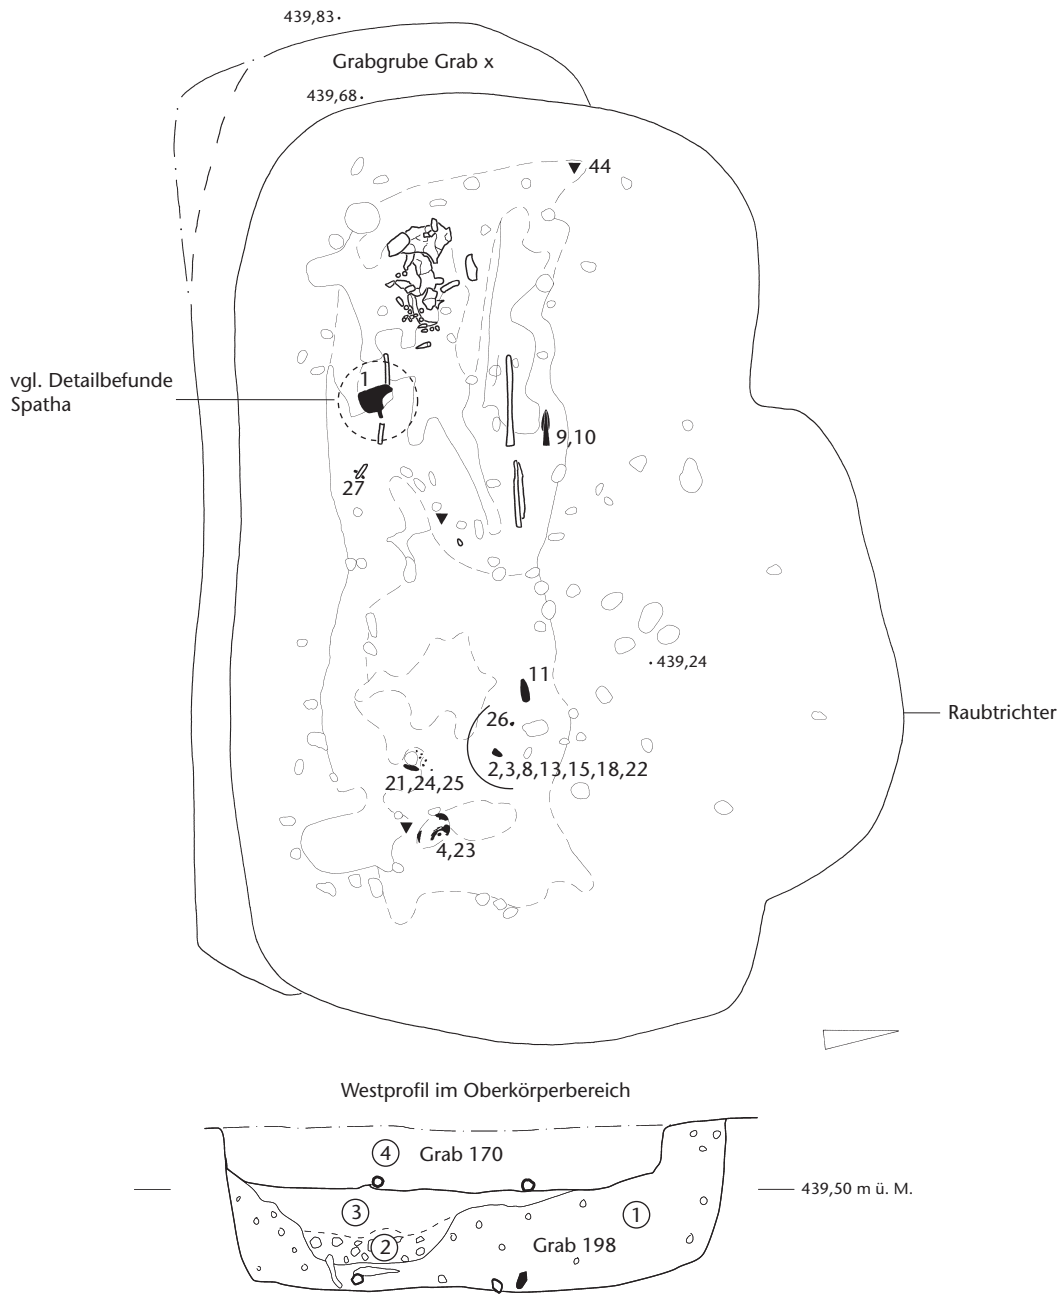 439,83
Grabgrube Grab x
439,68
44
vgl. Detailbefunde
Spatha
1
9,10
27
439,24
11
Raubtrichter
26
2,3,8,13,15,18,22
21,24,25
4,23
Westprofil im Oberkörperbereich
4 Grab 170
439,50 m ü. M.
3
1
2
Grab 198